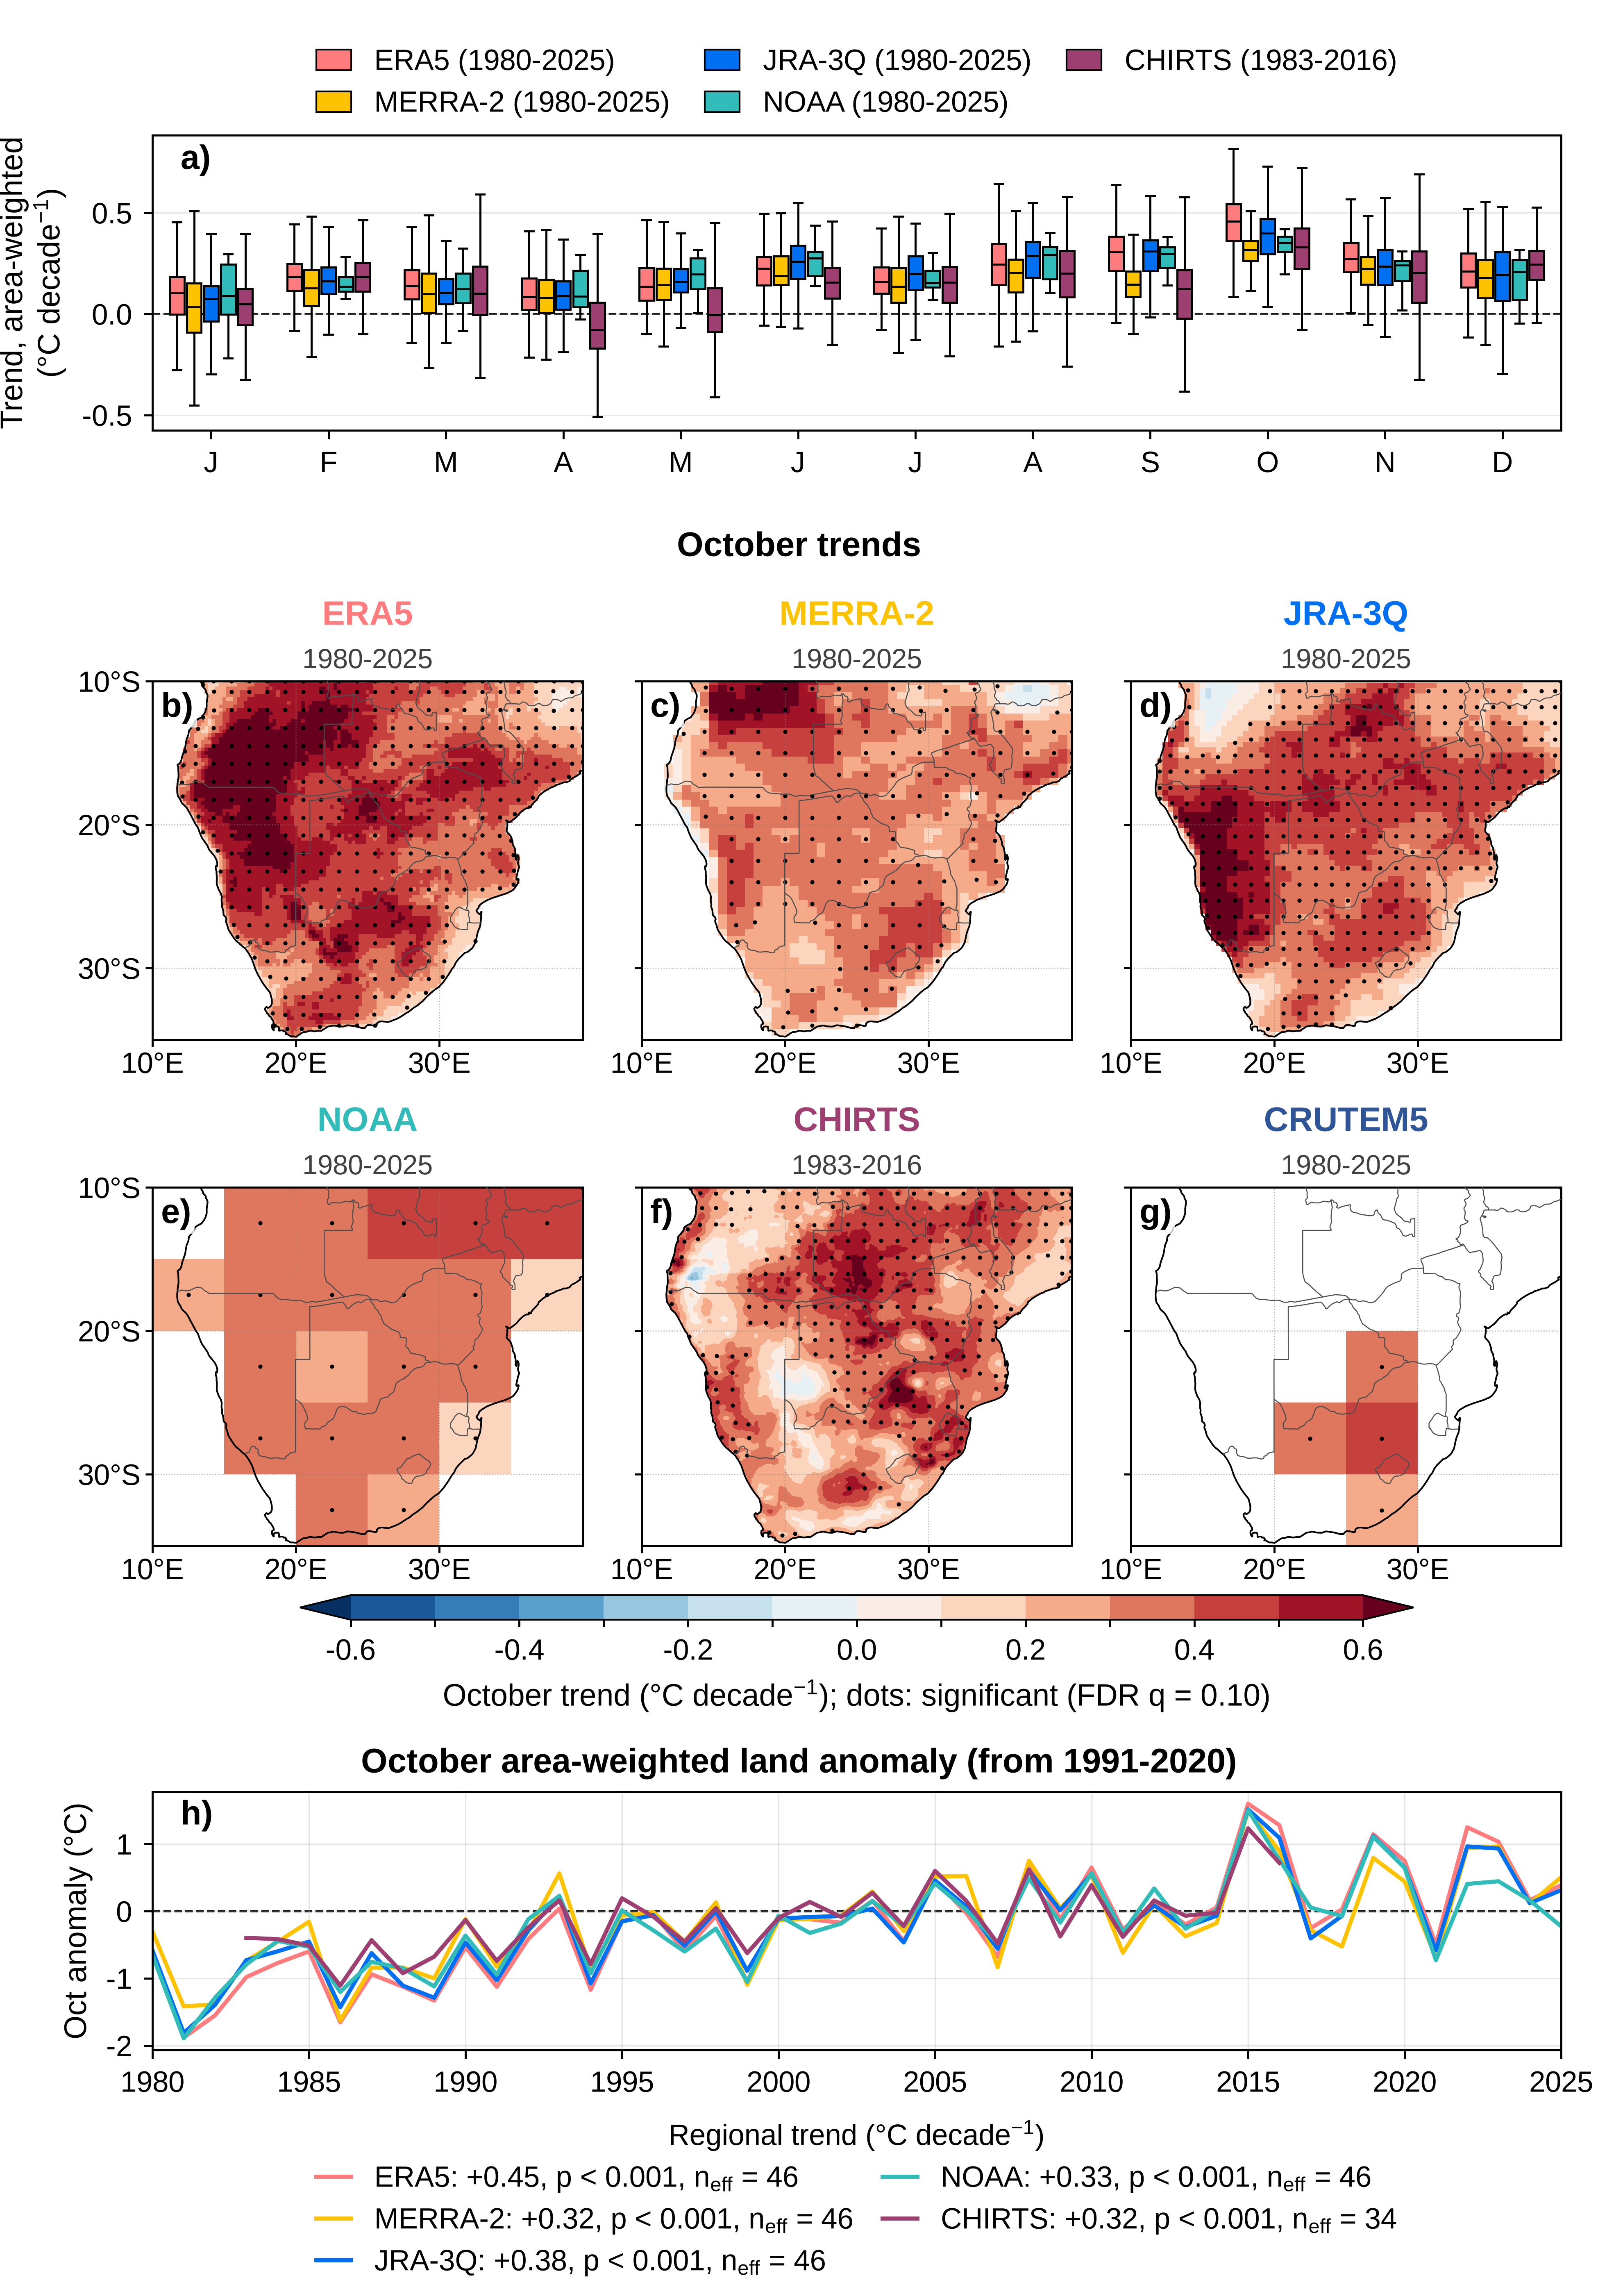 ERA5 (1980-2025)
JRA-3Q (1980-2025)
CHIRTS (1983-2016)
MERRA-2 (1980-2025)
NOAA (1980-2025)
a)
Trend, area-weighted
(°C decade⁻¹)
0.5
0.0
-0.5
J F M A M J J A S O N D
October trends
ERA5
MERRA-2
JRA-3Q
1980-2025
1980-2025
1980-2025
b)
c)
d)
10°S
20°S
30°S
10°E 20°E 30°E
10°E 20°E 30°E
10°E 20°E 30°E
NOAA
CHIRTS
CRUTEM5
1980-2025
1983-2016
1980-2025
e)
f)
g)
10°S
20°S
30°S
10°E 20°E 30°E
10°E 20°E 30°E
10°E 20°E 30°E
-0.6 -0.4 -0.2 0.0 0.2 0.4 0.6
October trend (°C decade⁻¹); dots: significant (FDR q = 0.10)
October area-weighted land anomaly (from 1991-2020)
h)
Oct anomaly (°C)
1
0
-1
-2
1980 1985 1990 1995 2000 2005 2010 2015 2020 2025
Regional trend (°C decade⁻¹)
ERA5: +0.45, p < 0.001, neff = 46
NOAA: +0.33, p < 0.001, neff = 46
MERRA-2: +0.32, p < 0.001, neff = 46
CHIRTS: +0.32, p < 0.001, neff = 34
JRA-3Q: +0.38, p < 0.001, neff = 46